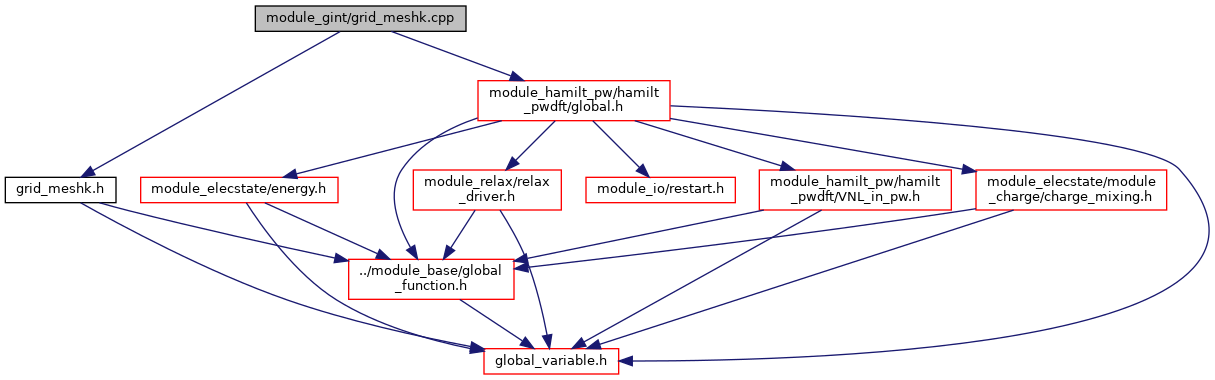 module_gint/grid_meshk.cpp
module_hamilt_pw/hamilt
_pwdft/global.h
grid_meshk.h
module_elecstate/energy.h
module_relax/relax
_driver.h
module_io/restart.h
module_hamilt_pw/hamilt
_pwdft/VNL_in_pw.h
module_elecstate/module
_charge/charge_mixing.h
../module_base/global
_function.h
global_variable.h